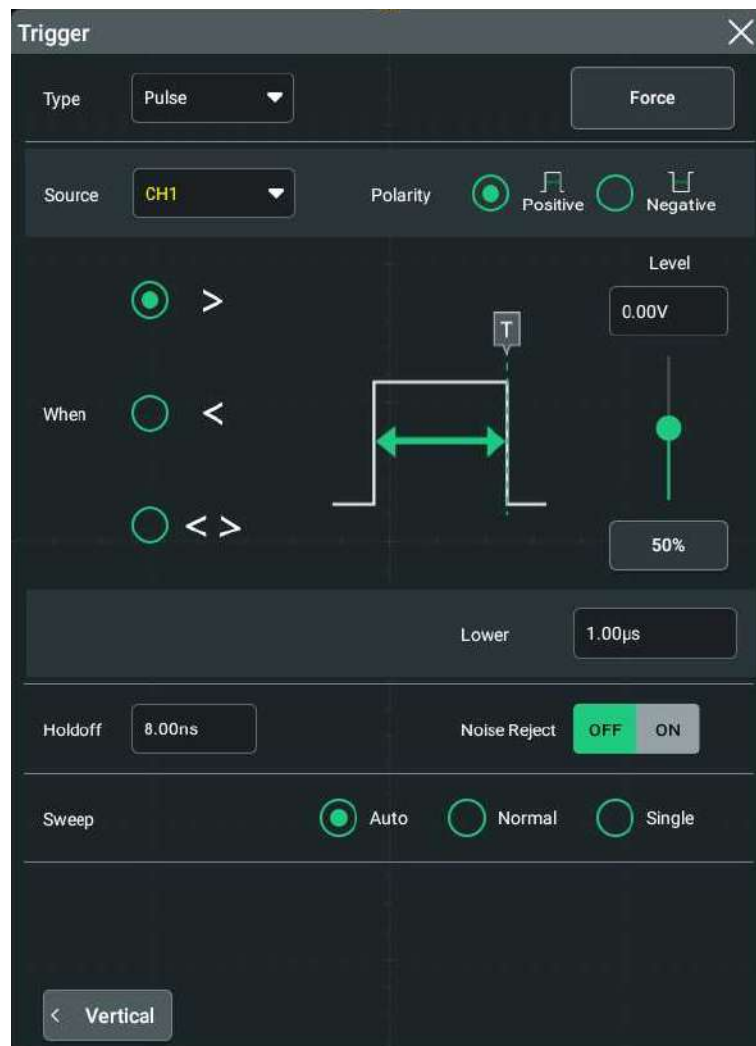 Trigger
Type Pulse Force
Source CH1 Polarity Positive Negative
Level
> 0.00V
T
When <
< > 50%
Lower 1.00µs
Holdoff 8.00ns Noise Reject OFF ON
Sweep Auto Normal Single
< Vertical